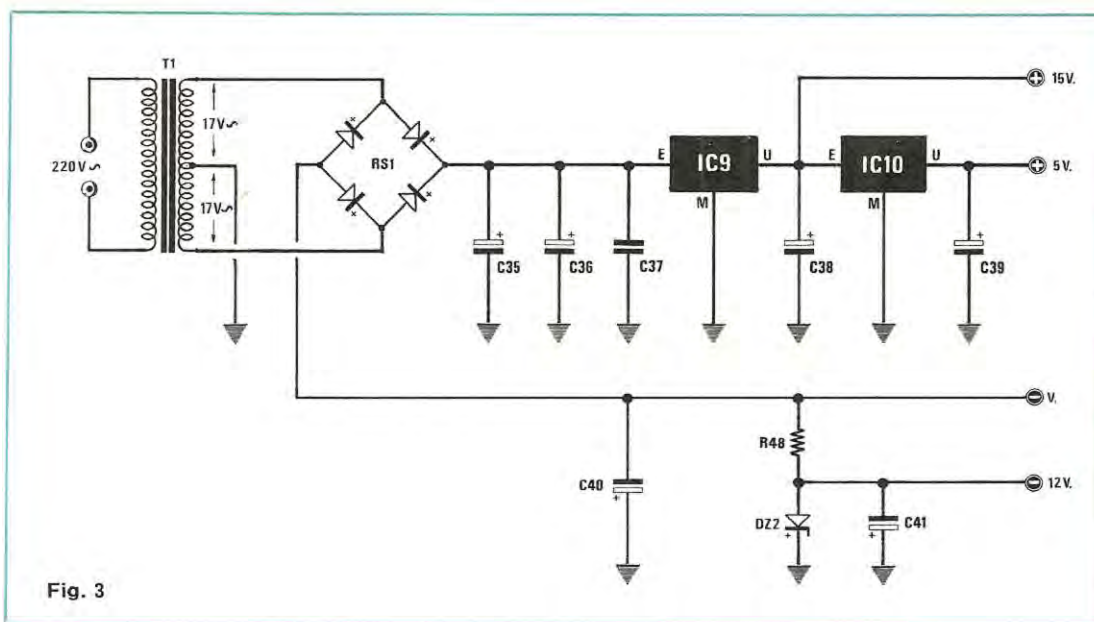 T1
17V∿
220 V ∿
17V∿
RS1
E IC9 U
M
E IC10 U
M
+ 15V.
+ 5V.
+ C35
+ C36
C37
+ C38
+ C39
- V.
R48
- 12V.
C40 +
DZ2 +
C41 +
Fig. 3